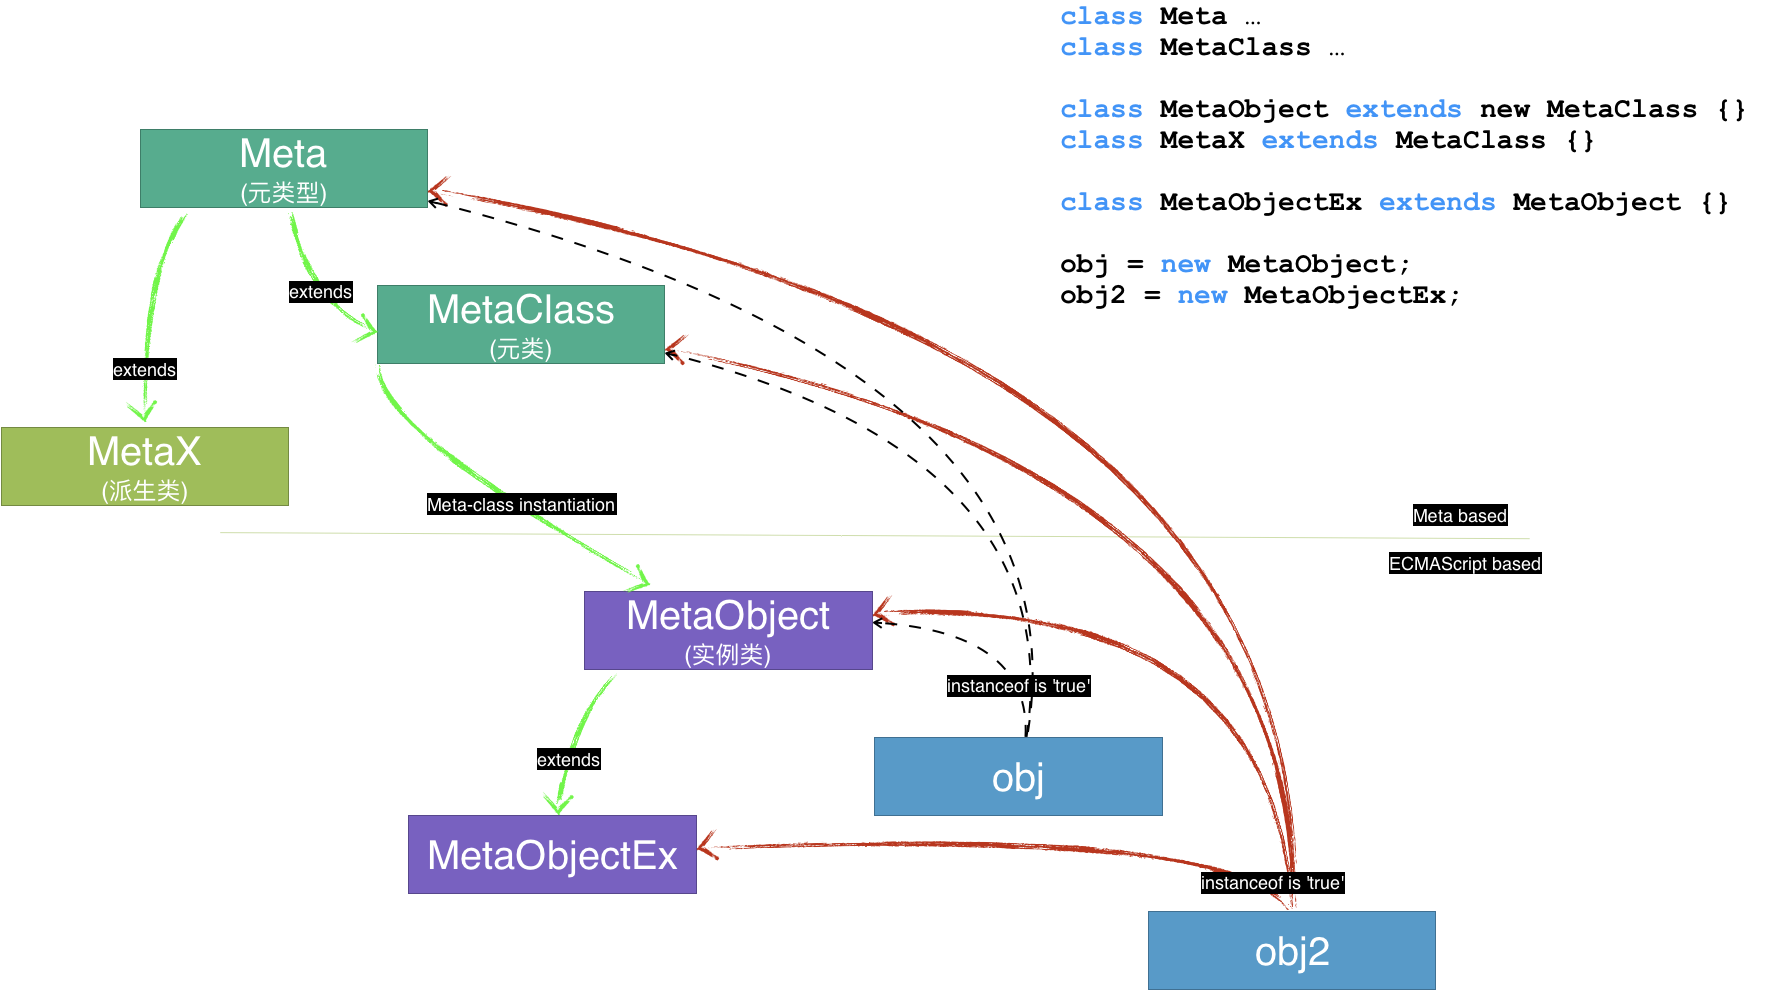 class Meta …
class MetaClass …
class MetaObject extends new MetaClass {}
class MetaX extends MetaClass {}
class MetaObjectEx extends MetaObject {}
obj = new MetaObject;
obj2 = new MetaObjectEx;
Meta
(元类型)
extends
MetaClass
(元类)
extends
MetaX
(派生类)
Meta-class instantiation
Meta based
ECMAScript based
MetaObject
(实例类)
instanceof is 'true'
extends
obj
MetaObjectEx
instanceof is 'true'
obj2